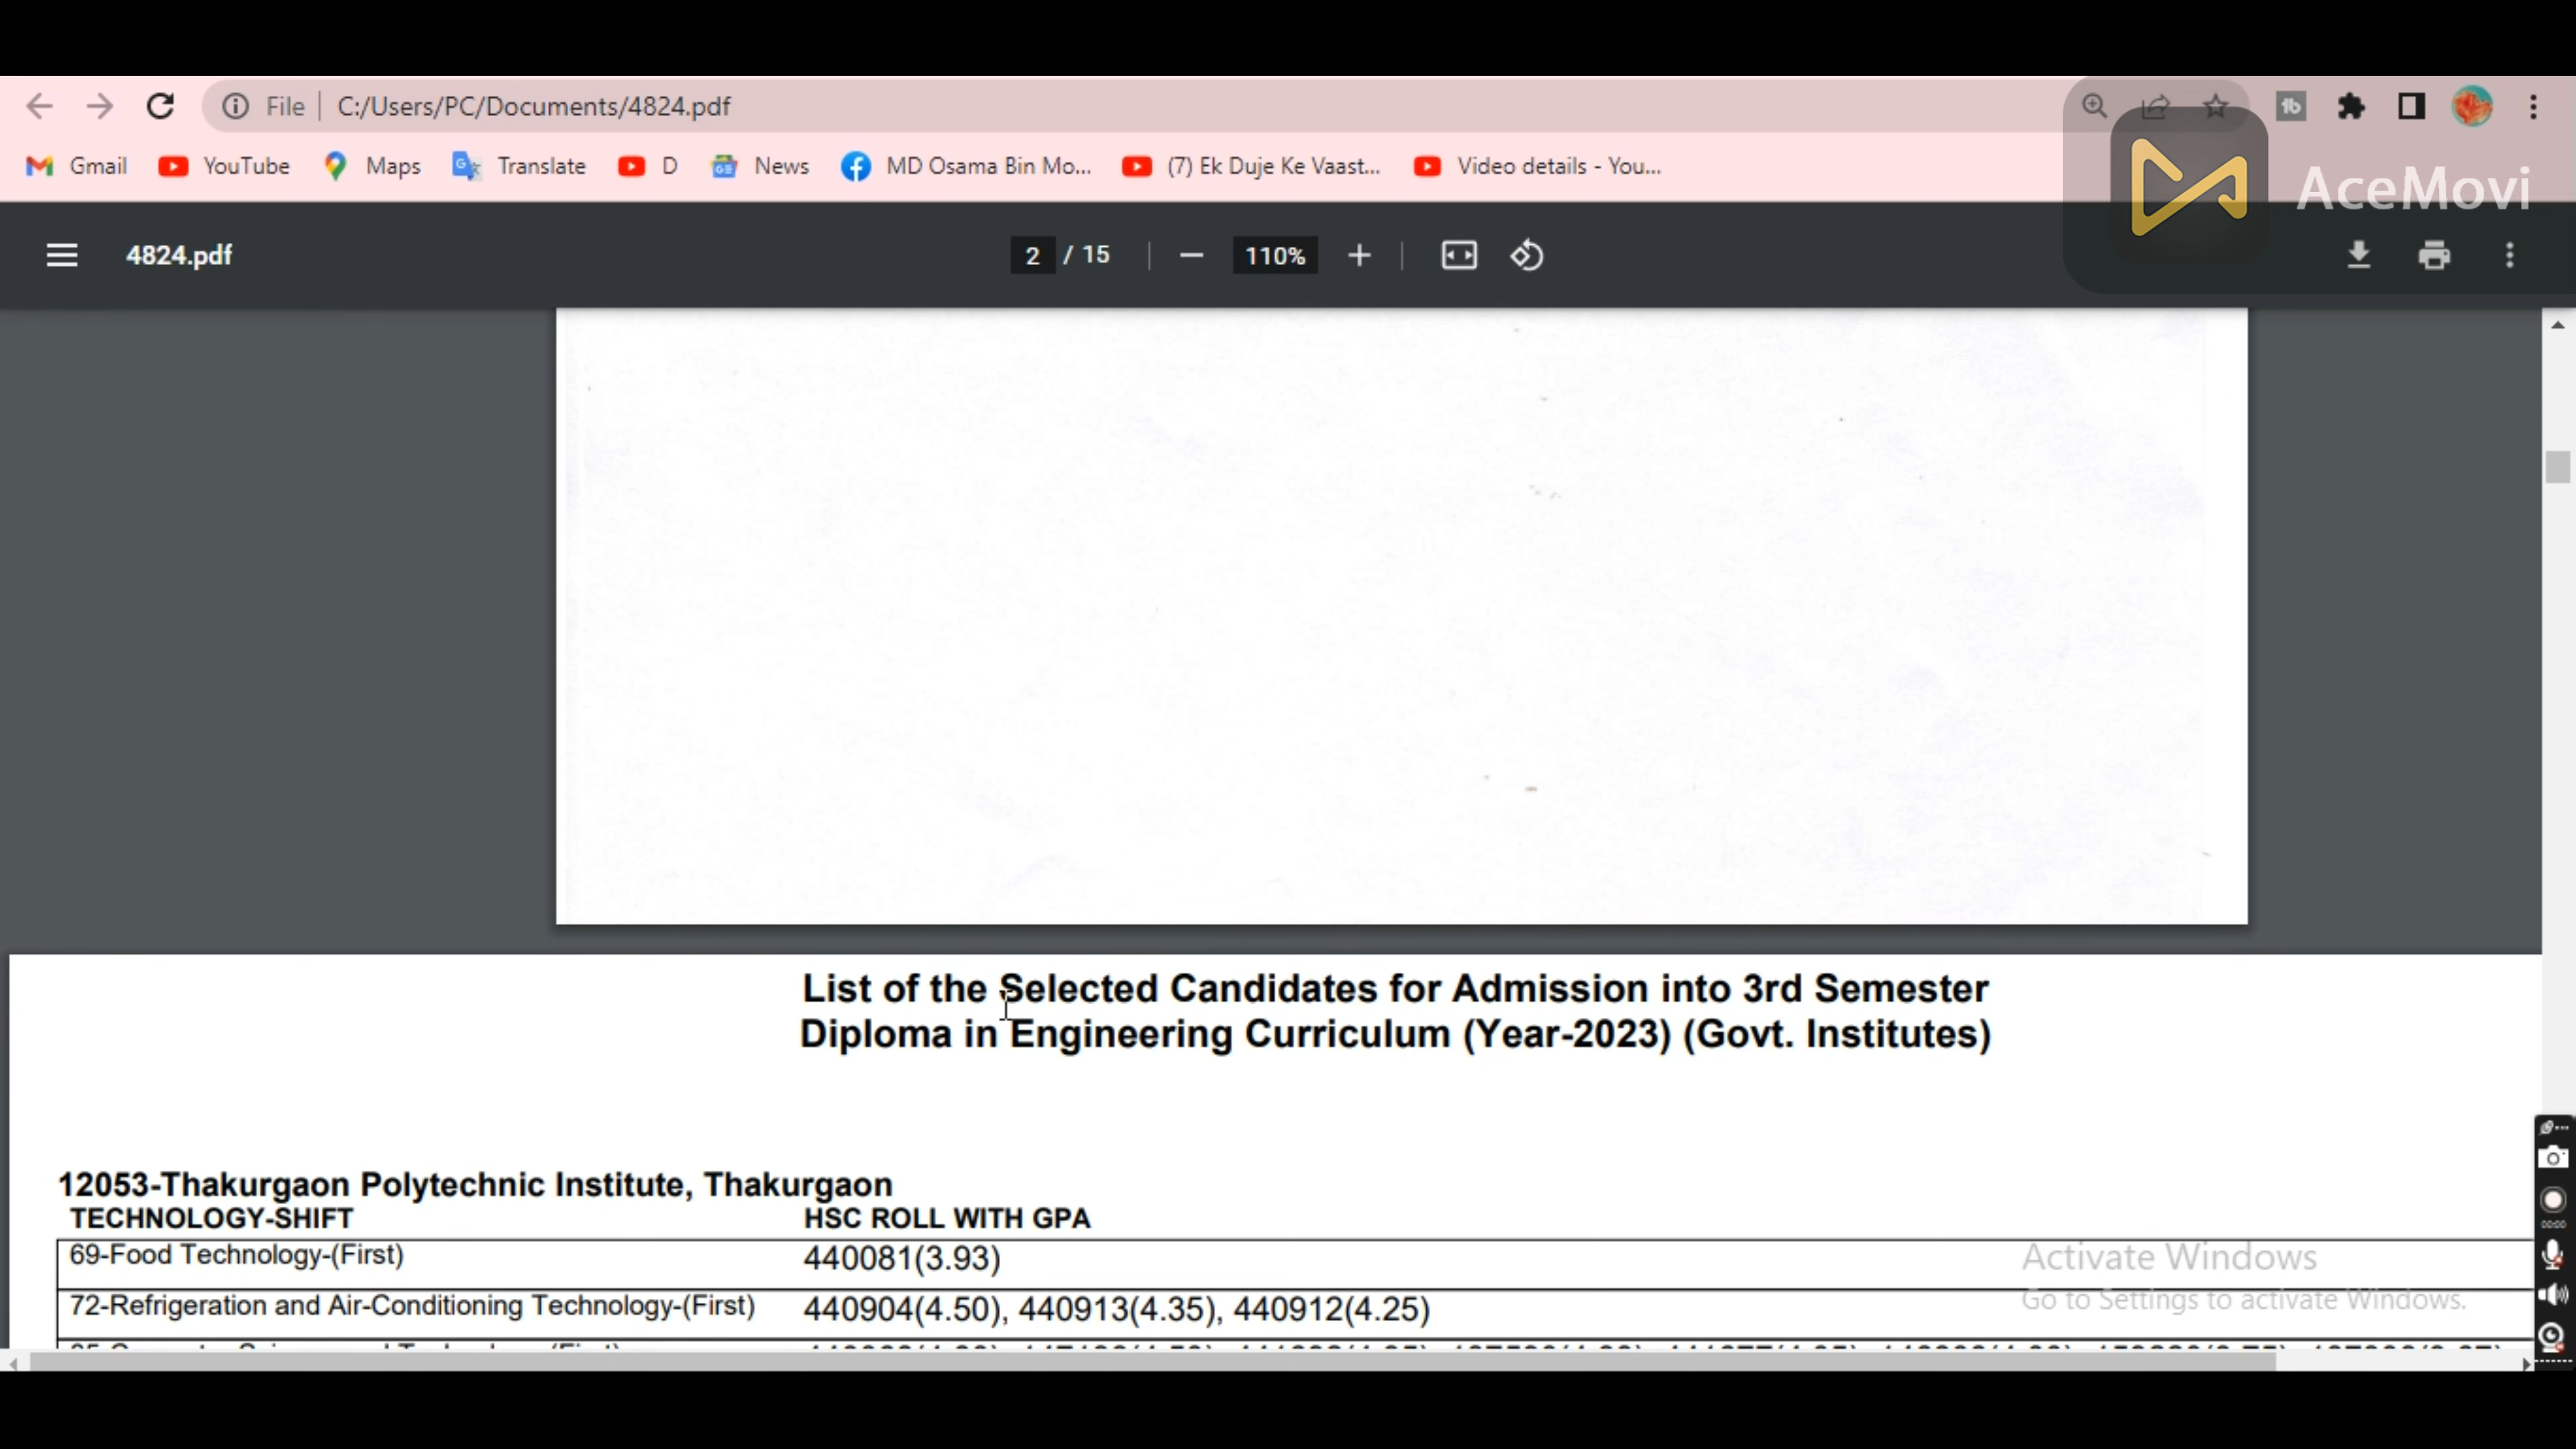 File C:/Users/PC/Documents/4824.pdf
Gmail YouTube Maps Translate D News MD Osama Bin Mo... (7) Ek Duje Ke Vaast... Video details - You...
AceMovi
4824.pdf 2 / 15 110%
List of the Selected Candidates for Admission into 3rd Semester
Diploma in Engineering Curriculum (Year-2023) (Govt. Institutes)
12053-Thakurgaon Polytechnic Institute, Thakurgaon
TECHNOLOGY-SHIFT HSC ROLL WITH GPA
69-Food Technology-(First) 440081(3.93)
72-Refrigeration and Air-Conditioning Technology-(First) 440904(4.50), 440913(4.35), 440912(4.25)
Activate Windows
Go to Settings to activate Windows.
00:00